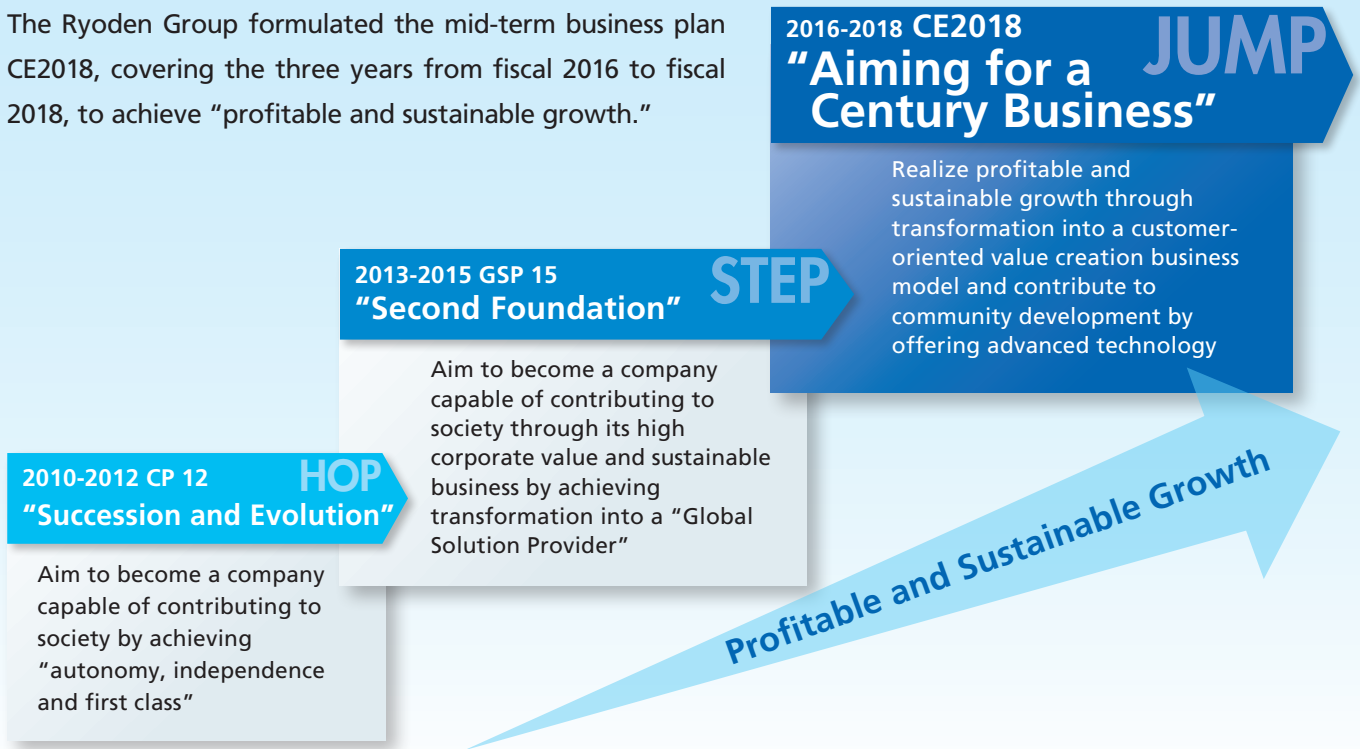 The Ryoden Group formulated the mid-term business plan
CE2018, covering the three years from fiscal 2016 to fiscal
2018, to achieve “profitable and sustainable growth.”
2016-2018 CE2018
JUMP
“Aiming for a
Century Business”
Realize profitable and
sustainable growth through
transformation into a customer-
oriented value creation business
model and contribute to
community development by
offering advanced technology
2013-2015 GSP 15
STEP
“Second Foundation”
Aim to become a company
capable of contributing to
society through its high
corporate value and sustainable
business by achieving
transformation into a “Global
Solution Provider”
2010-2012 CP 12
HOP
“Succession and Evolution”
Aim to become a company
capable of contributing to
society by achieving
“autonomy, independence
and first class”
Profitable and Sustainable Growth